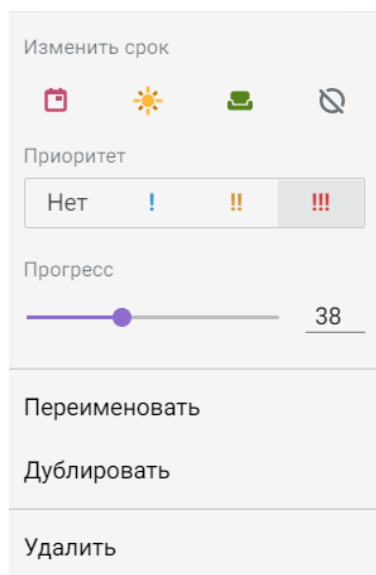 Изменить срок
Приоритет
Нет ! !! !!!
Прогресс
38
Переименовать
Дублировать
Удалить